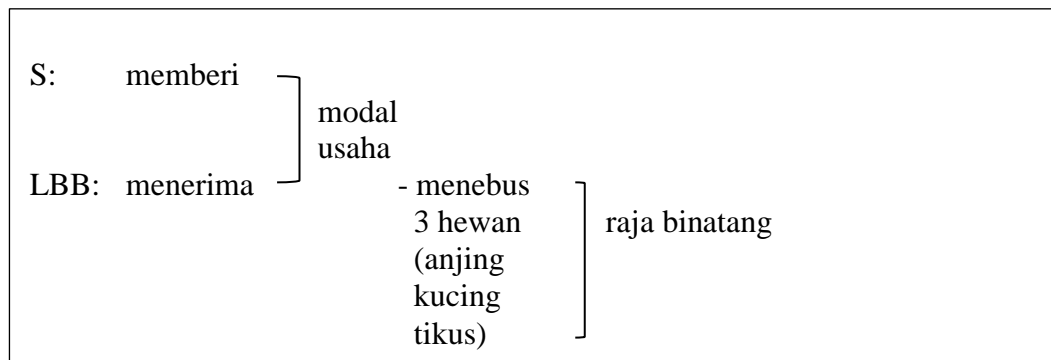 S: memberi
modal
usaha
LBB: menerima
- menebus
3 hewan
(anjing
kucing
tikus)
raja binatang